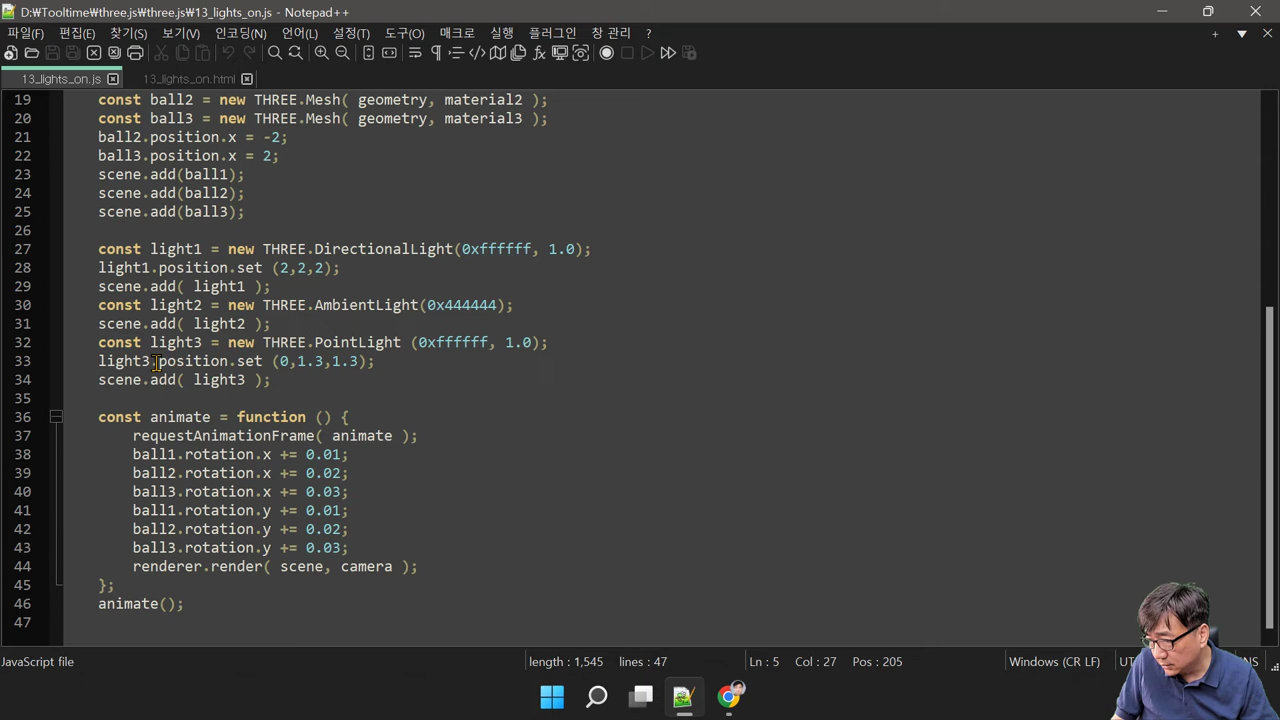 D:₩Tooltime₩three.js₩three.js₩13_lights_on.js - Notepad++
파일(F) 편집(E) 찾기(S) 보기(V) 인코딩(N) 언어(L) 설정(T) 도구(O) 매크로 실행 플러그인 창 관리 ?
13_lights_on.js 13_lights_on.html
19 const ball2 = new THREE.Mesh( geometry, material2 );
20 const ball3 = new THREE.Mesh( geometry, material3 );
21 ball2.position.x = -2;
22 ball3.position.x = 2;
23 scene.add(ball1);
24 scene.add(ball2);
25 scene.add(ball3);
26
27 const light1 = new THREE.DirectionalLight(0xffffff, 1.0);
28 light1.position.set (2,2,2);
29 scene.add( light1 );
30 const light2 = new THREE.AmbientLight(0x444444);
31 scene.add( light2 );
32 const light3 = new THREE.PointLight (0xffffff, 1.0);
33 light3.position.set (0,1.3,1.3);
34 scene.add( light3 );
35
36 const animate = function () {
37 requestAnimationFrame( animate );
38 ball1.rotation.x += 0.01;
39 ball2.rotation.x += 0.02;
40 ball3.rotation.x += 0.03;
41 ball1.rotation.y += 0.01;
42 ball2.rotation.y += 0.02;
43 ball3.rotation.y += 0.03;
44 renderer.render( scene, camera );
45 };
46 animate();
47
JavaScript file length : 1,545 lines : 47 Ln : 5 Col : 27 Pos : 205 Windows (CR LF)